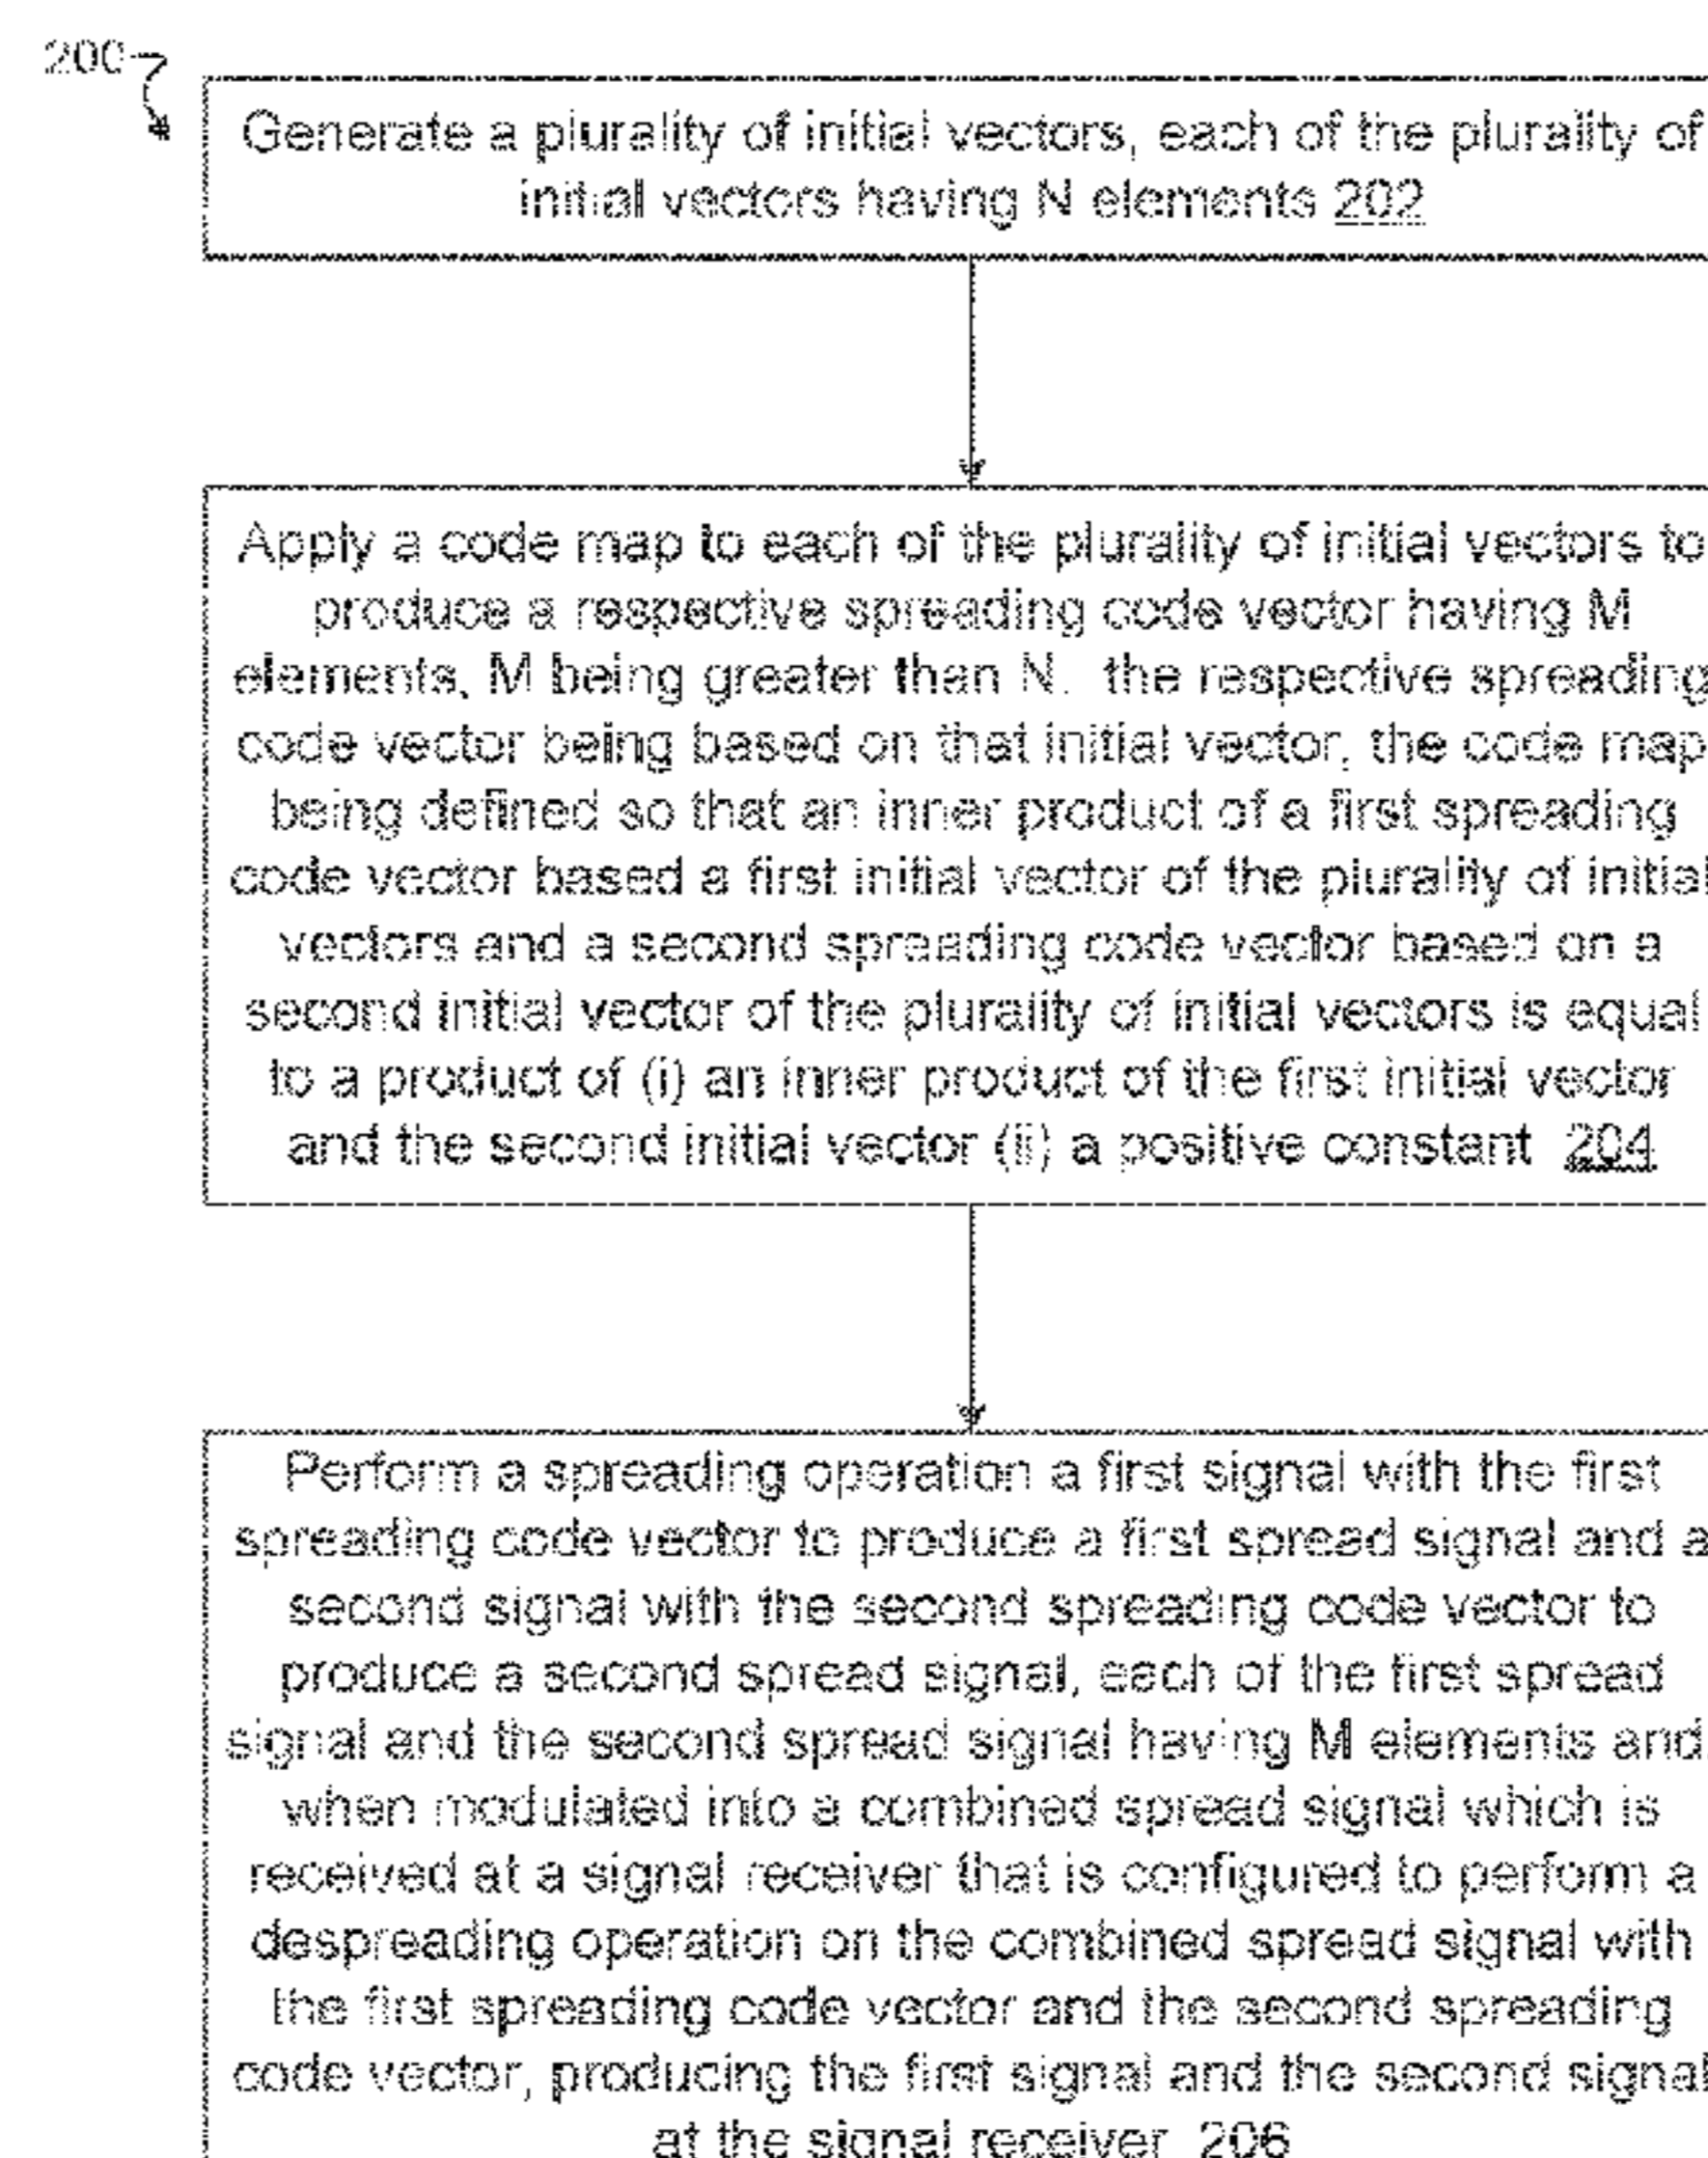 200
Generate a plurality of initial vectors, each of the plurality of
initial vectors having N elements 202
Apply a code map to each of the plurality of initial vectors to
produce a respective spreading code vector having M
elements, M being greater than N. the respective spreading
code vector being based on that initial vector, the code map
being defined so that an inner product of a first spreading
code vector based a first initial vector of the plurality of initial
vectors and a second spreading code vector based on a
second initial vector of the plurality of initial vectors is equal
to a product of (i) an inner product of the first initial vector
and the second initial vector (ii) a positive constant 204
Perform a spreading operation a first signal with the first
spreading code vector to produce a first spread signal and a
second signal with the second spreading code vector to
produce a second spread signal, each of the first spread
signal and the second spread signal having M elements and
when modulated into a combined spread signal which is
received at a signal receiver that is configured to perform a
despreading operation on the combined spread signal with
the first spreading code vector and the second spreading
code vector, producing the first signal and the second signal
at the signal receiver 206